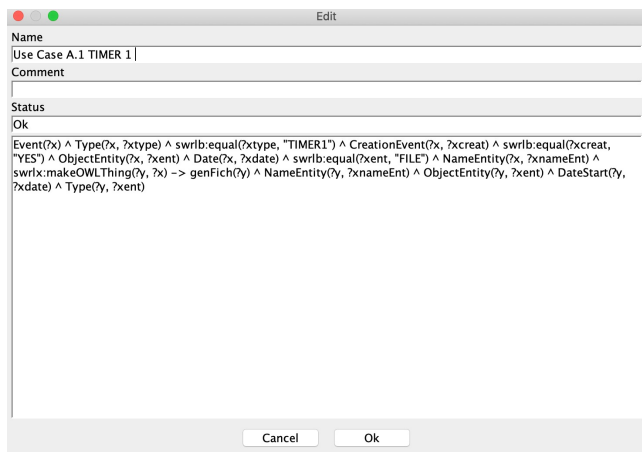 Edit
Name
Use Case A.1 TIMER 1
Comment
Status
Ok
Event(?x) ^ Type(?x, ?xtype) ^ swrlb:equal(?xtype, "TIMER1") ^ CreationEvent(?x, ?xcreat) ^ swrlb:equal(?xcreat,
"YES") ^ ObjectEntity(?x, ?xent) ^ Date(?x, ?xdate) ^ swrlb:equal(?xent, "FILE") ^ NameEntity(?x, ?xnameEnt) ^
swrlx:makeOWLThing(?y, ?x) -> genFich(?y) ^ NameEntity(?y, ?xnameEnt) ^ ObjectEntity(?y, ?xent) ^ DateStart(?y,
?xdate) ^ Type(?y, ?xent)
Cancel Ok